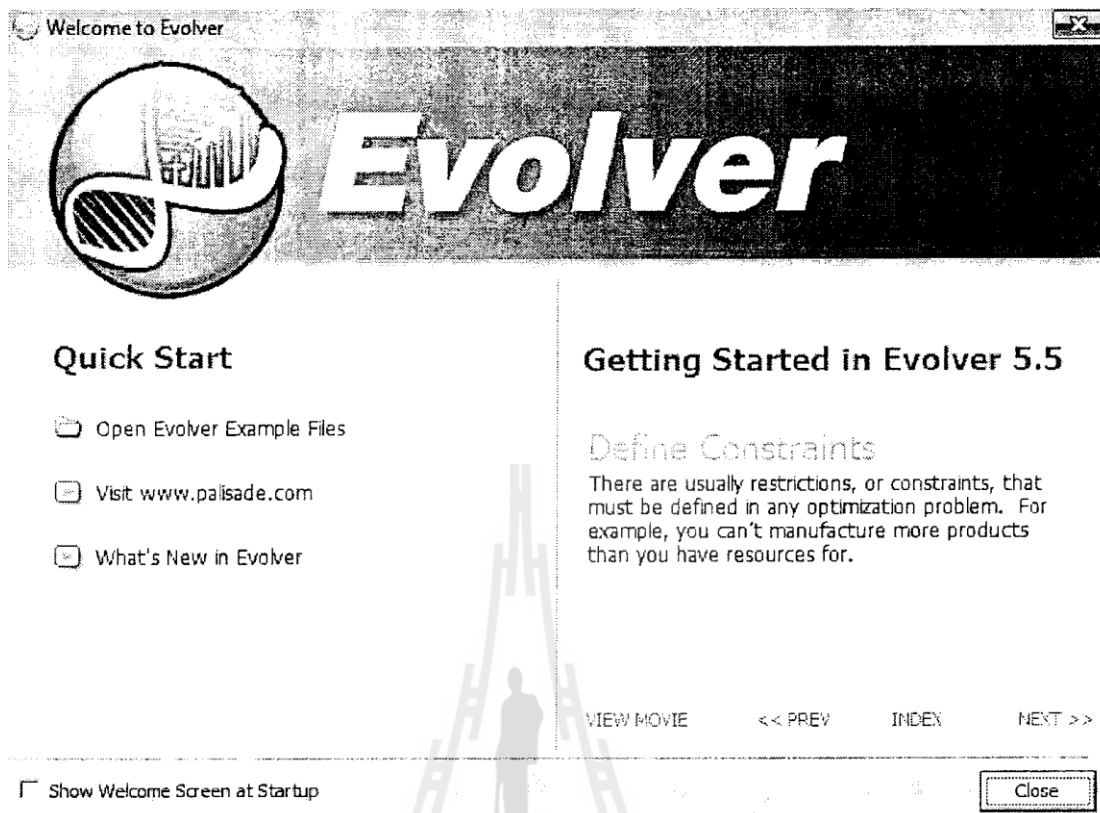 Welcome to Evolver
Evolver
Quick Start
Open Evolver Example Files
Visit www.palisade.com
What's New in Evolver
Getting Started in Evolver 5.5
Define Constraints
There are usually restrictions, or constraints, that
must be defined in any optimization problem. For
example, you can't manufacture more products
than you have resources for.
VIEW MOVIE << PREV INDEX NEXT >>
Show Welcome Screen at Startup
Close